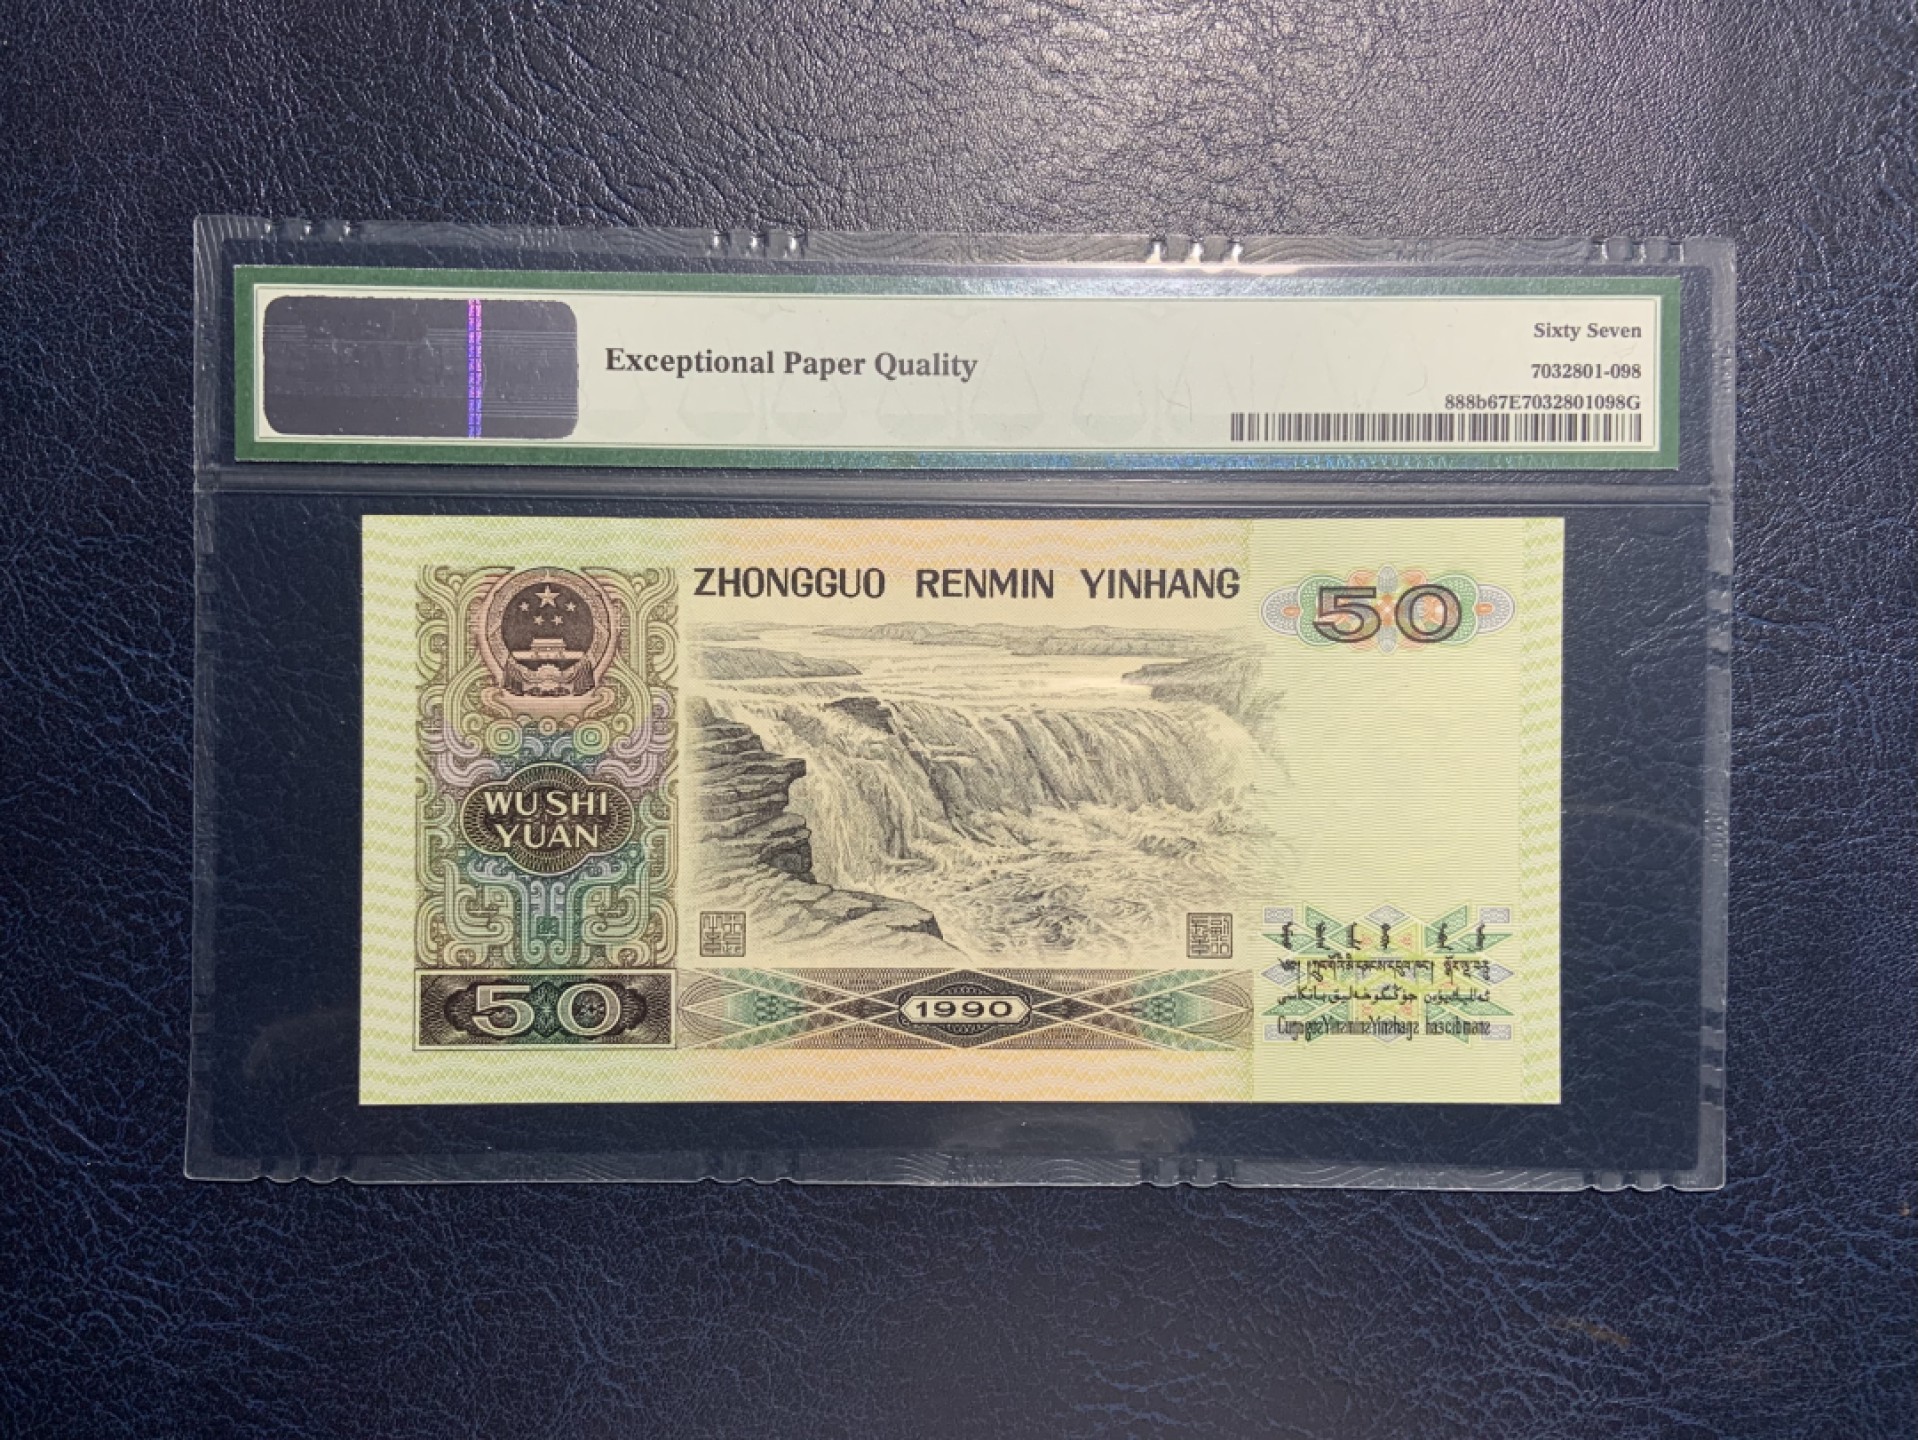 Exceptional Paper Quality
Sixty Seven
7032801-098
888b67E7032801098G
ZHONGGUO RENMIN YINHANG
50
WU SHI
YUAN
50
1990